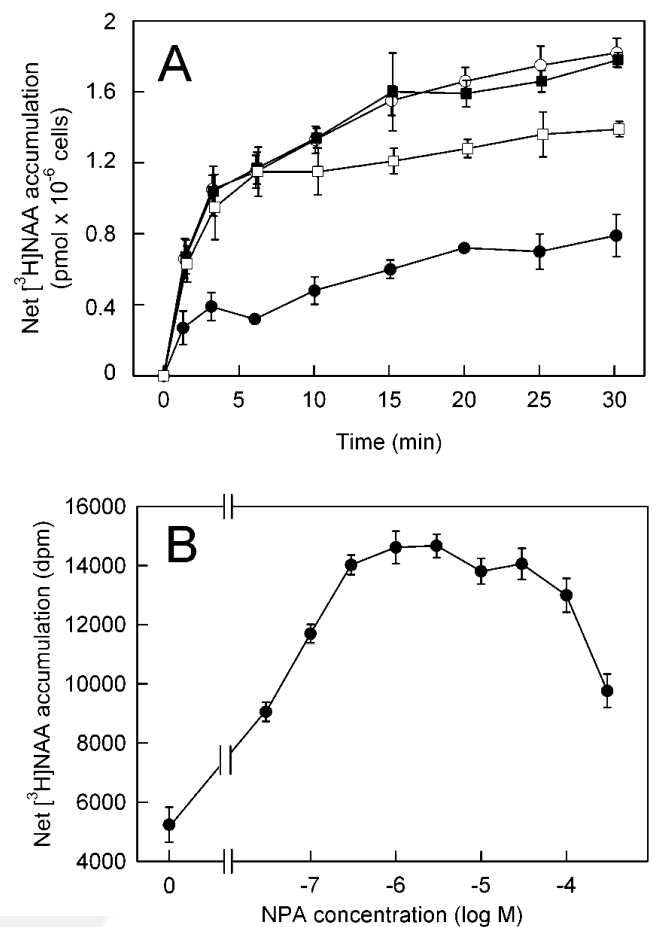 2
A
1.6
1.2
0.8
0.4
0
Net [³H]NAA accumulation
(pmol x 10⁻⁶ cells)
0 5 10 15 20 25 30
Time (min)
16000
B
14000
12000
10000
8000
6000
4000
Net [³H]NAA accumulation (dpm)
0 -7 -6 -5 -4
NPA concentration (log M)